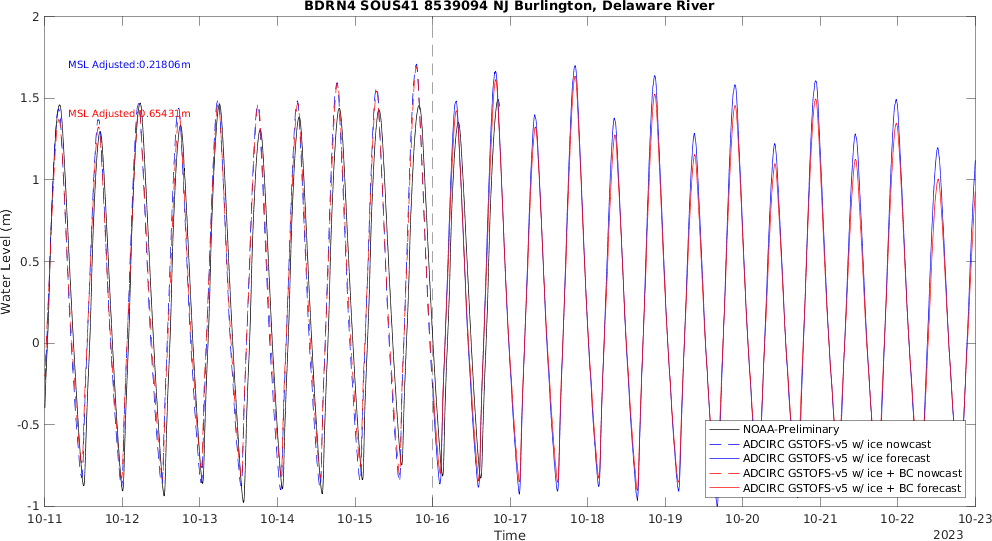 BDRN4 SOUS41 8539094 NJ Burlington, Delaware River
2
MSL Adjusted:0.21806m
1.5
MSL Adjusted:0.65431m
1
0.5
Water Level (m)
0
-0.5
-1
NOAA-Preliminary
ADCIRC GSTOFS-v5 w/ ice nowcast
ADCIRC GSTOFS-v5 w/ ice forecast
ADCIRC GSTOFS-v5 w/ ice + BC nowcast
ADCIRC GSTOFS-v5 w/ ice + BC forecast
10-11 10-12 10-13 10-14 10-15 10-16 10-17 10-18 10-19 10-20 10-21 10-22 10-23
Time
2023